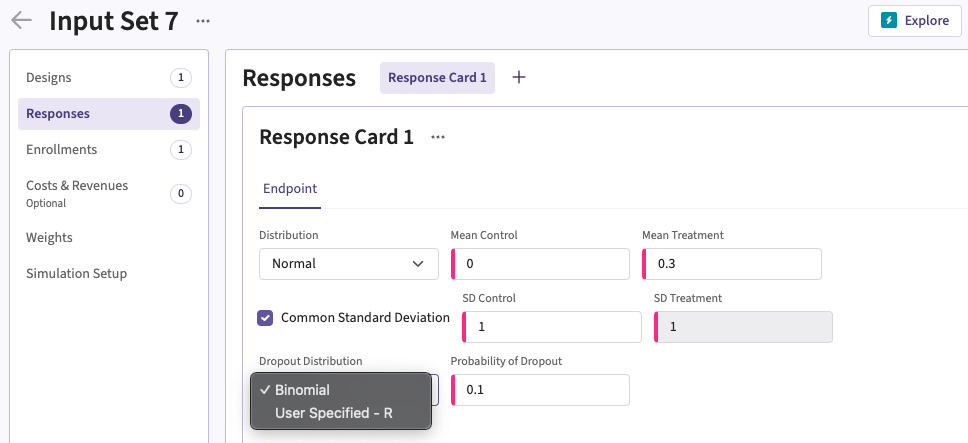 Input Set 7 ...
Explore
Designs 1
Responses 1
Enrollments 1
Costs & Revenues 0
Optional
Weights
Simulation Setup
Responses Response Card 1 +
Response Card 1 ...
Endpoint
Distribution Mean Control Mean Treatment
Normal 0 0.3
SD Control SD Treatment
Common Standard Deviation 1 1
Dropout Distribution Probability of Dropout
✓ Binomial 0.1
User Specified - R